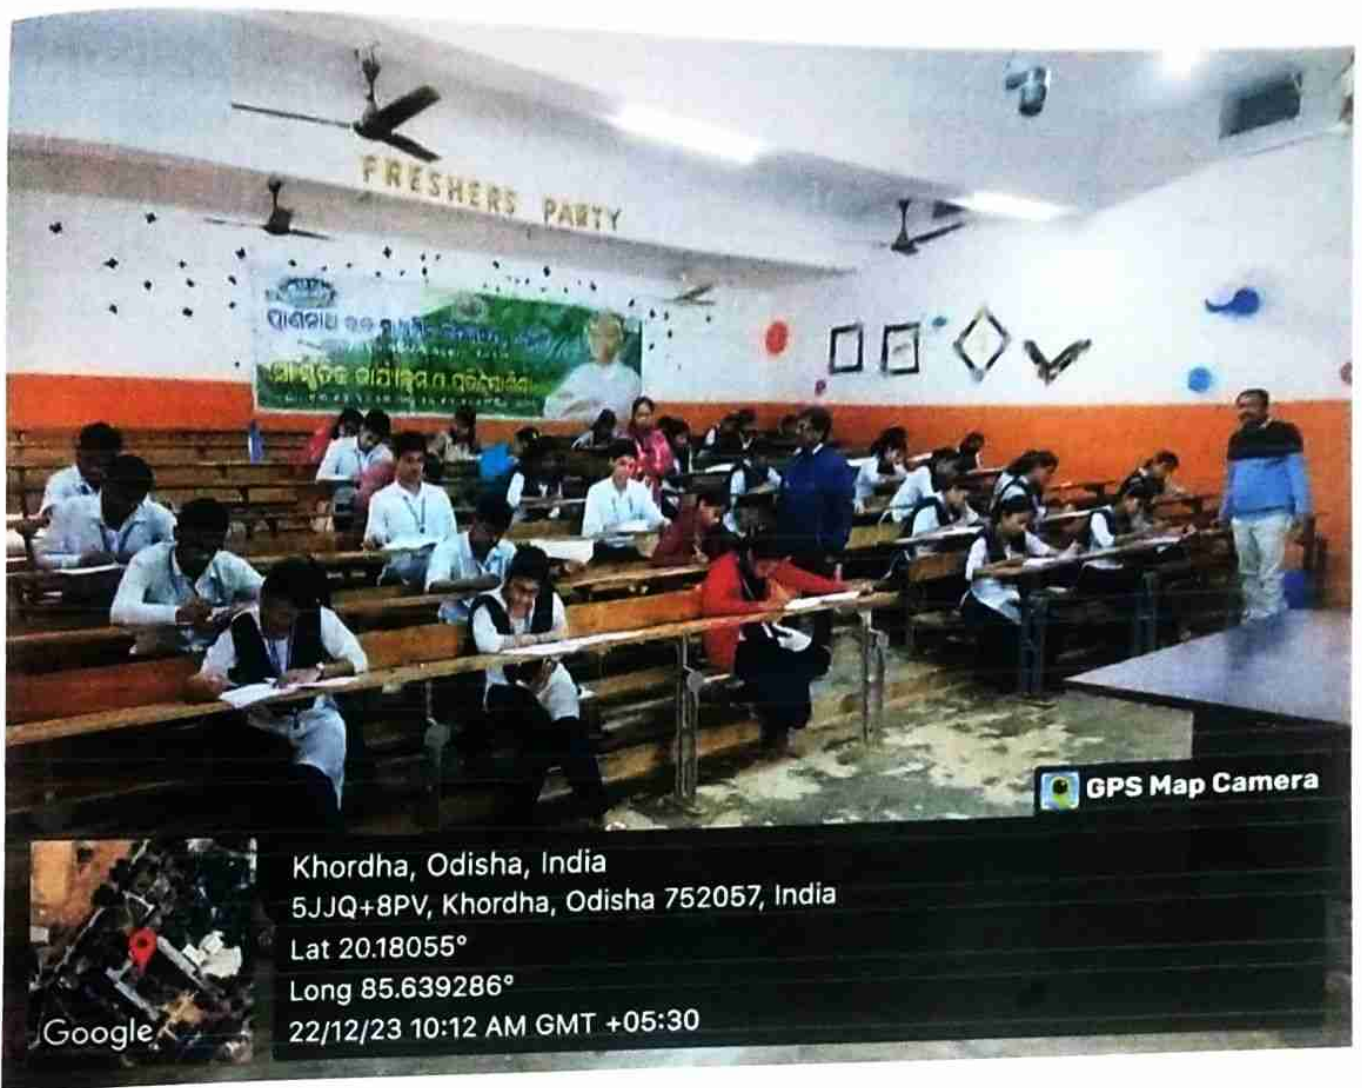 FRESHERS PARTY
ପ୍ରାଣନାଥ
GPS Map Camera
Khordha, Odisha, India
5JJQ+8PV, Khordha, Odisha 752057, India
Lat 20.18055°
Long 85.639286°
22/12/23 10:12 AM GMT +05:30
Google